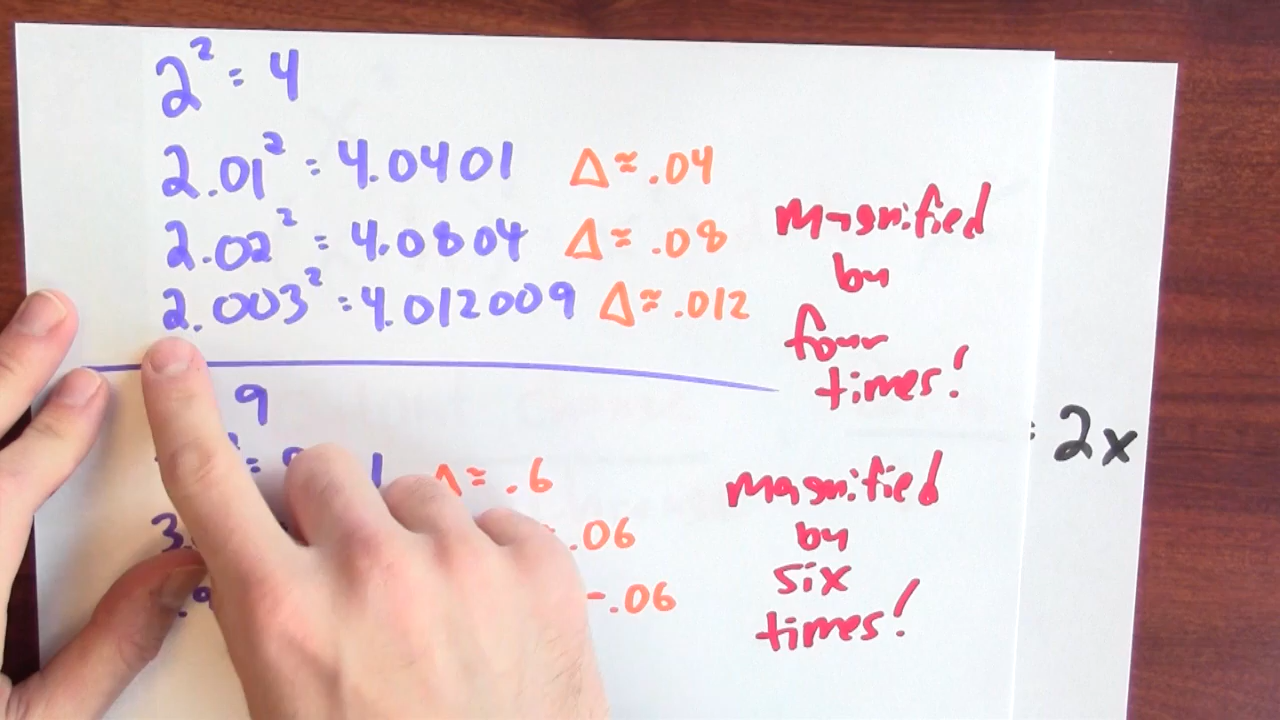 2² = 4
2.01² = 4.0401 Δ≈.04
2.02² = 4.0804 Δ≈.08
2.003² = 4.012009 Δ≈.012
magnified
by
four
times!
= 2x
9
Δ≈.6
3. .06
-.06
magnified
by
six
times!